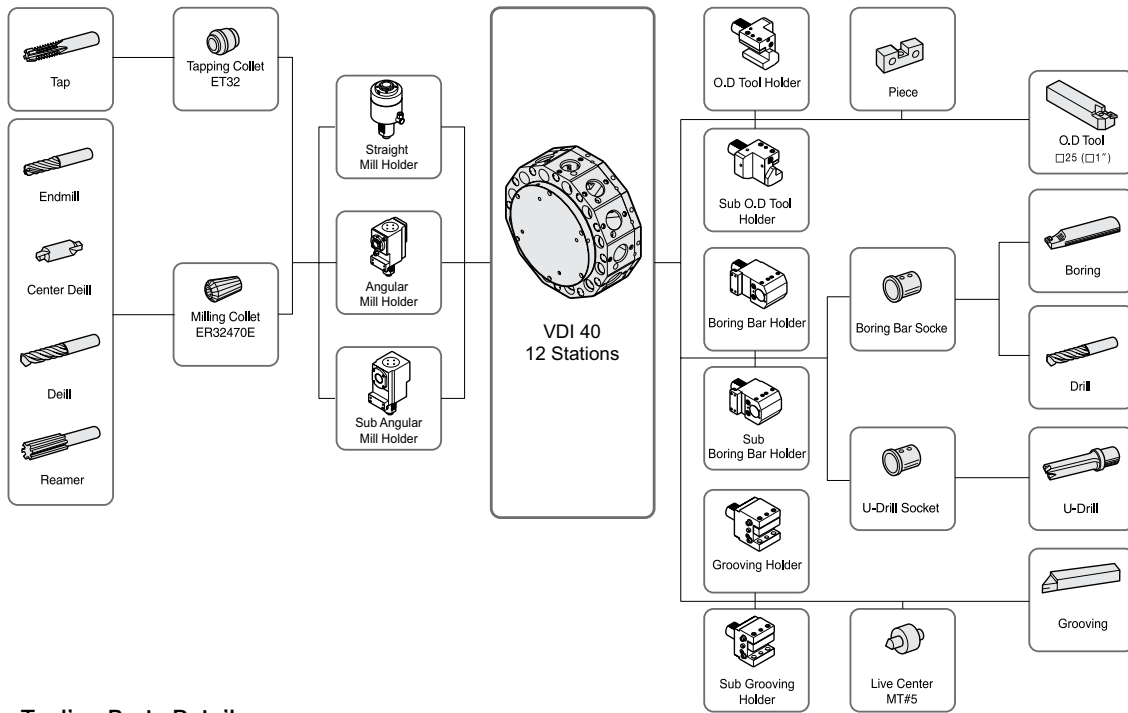 Tap
Tapping Collet
ET32
Endmill
Center Deill
Deill
Reamer
Milling Collet
ER32470E
Straight
Mill Holder
Angular
Mill Holder
Sub Angular
Mill Holder
VDI 40
12 Stations
O.D Tool Holder
Sub O.D Tool
Holder
Boring Bar Holder
Sub
Boring Bar Holder
Grooving Holder
Sub Grooving
Holder
Piece
Boring Bar Socke
U-Drill Socket
Live Center
MT#5
O.D Tool
□25 (□1″)
Boring
Drill
U-Drill
Grooving
Tooling Parts Detail